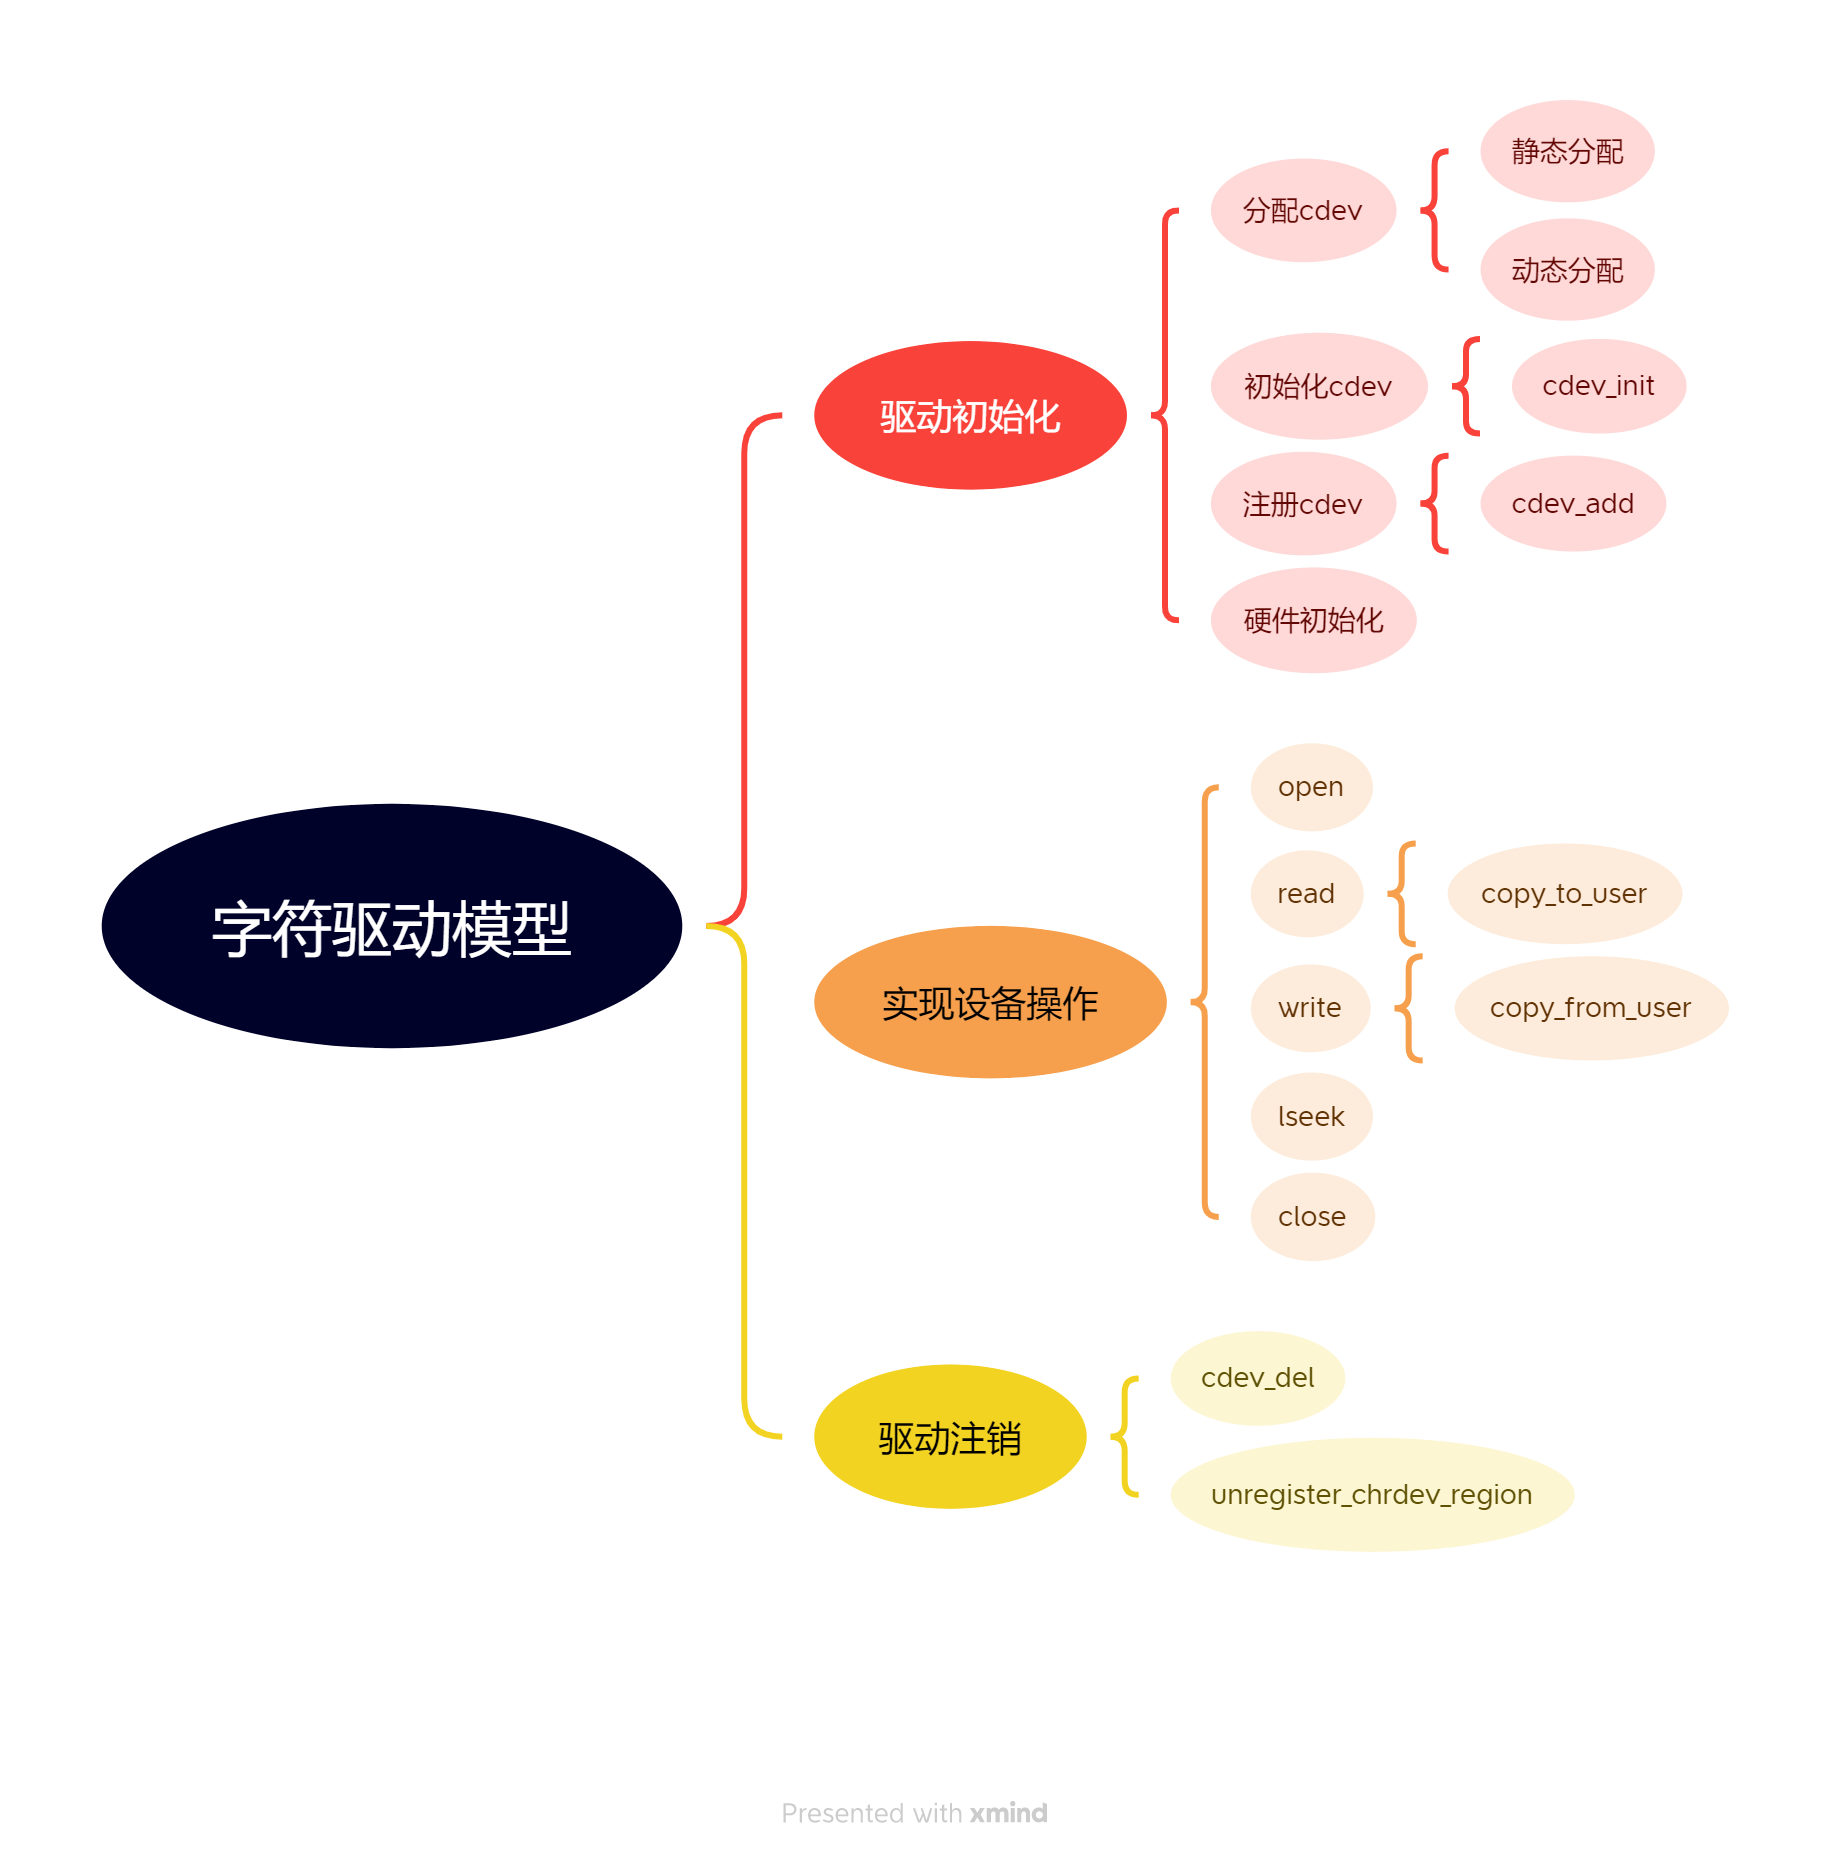 字符驱动模型
驱动初始化
分配cdev
静态分配
动态分配
初始化cdev
cdev_init
注册cdev
cdev_add
硬件初始化
实现设备操作
open
read
copy_to_user
write
copy_from_user
lseek
close
驱动注销
cdev_del
unregister_chrdev_region
Presented with xmind